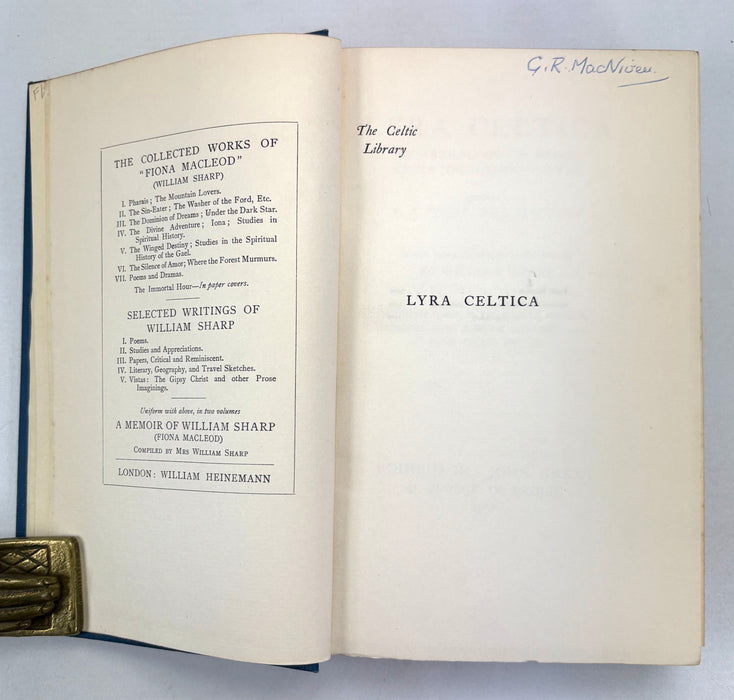 THE COLLECTED WORKS OF
"FIONA MACLEOD"
(WILLIAM SHARP)
I. Pharais; The Mountain Lovers.
II. The Sin-Eater; The Washer of the Ford, Etc.
III. The Dominion of Dreams; Under the Dark Star.
IV. The Divine Adventure; Iona; Studies in
Spiritual History.
V. The Winged Destiny; Studies in the Spiritual
History of the Gael.
VI. The Silence of Amor; Where the Forest Murmurs.
VII. Poems and Dramas.
The Immortal Hour—In paper covers.
SELECTED WRITINGS OF
WILLIAM SHARP
I. Poems.
II. Studies and Appreciations.
III. Papers, Critical and Reminiscent.
IV. Literary, Geography, and Travel Sketches.
V. Vistas: The Gipsy Christ and other Prose
Imaginings.
Uniform with above, in two volumes
A MEMOIR OF WILLIAM SHARP
(FIONA MACLEOD)
COMPILED BY MRS WILLIAM SHARP
LONDON: WILLIAM HEINEMANN
G.R. MacNiven.
The Celtic
Library
LYRA CELTICA